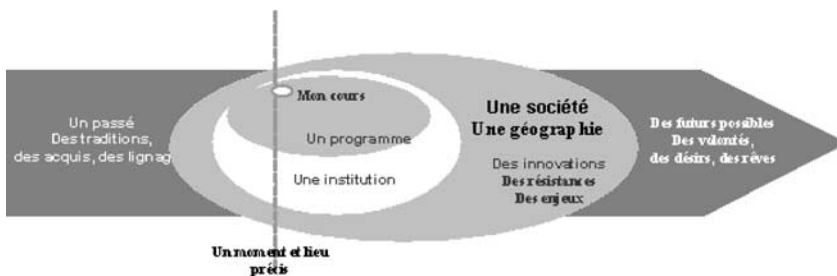 Un passé
Des traditions,
des acquis, des lignag
Mon cours
Un programme
Une institution
Un moment et lieu
précis
Une société
Une géographie
Des innovations
Des résistances
Des enjeux
Des futurs possibles
Des volontés,
des désirs, des rêves